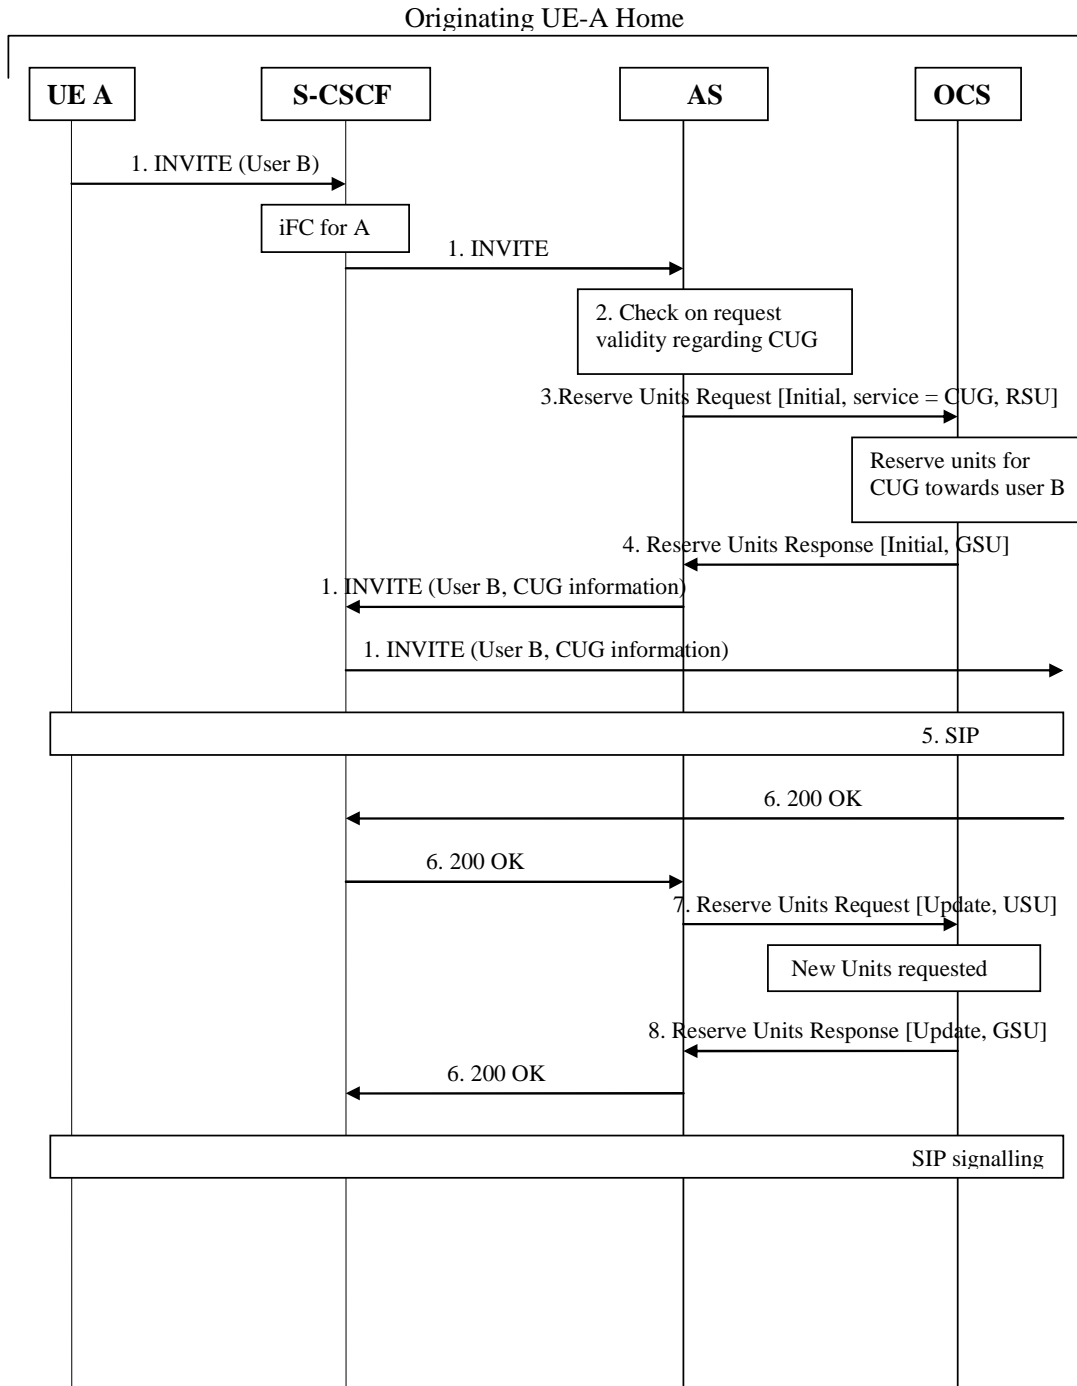 Originating UE-A Home
UE A
S-CSCF
AS
OCS
1. INVITE (User B)
iFC for A
1. INVITE
2. Check on request
validity regarding CUG
3.Reserve Units Request [Initial, service = CUG, RSU]
Reserve units for
CUG towards user B
4. Reserve Units Response [Initial, GSU]
1. INVITE (User B, CUG information)
1. INVITE (User B, CUG information)
5. SIP
6. 200 OK
6. 200 OK
7. Reserve Units Request [Update, USU]
New Units requested
8. Reserve Units Response [Update, GSU]
6. 200 OK
SIP signalling